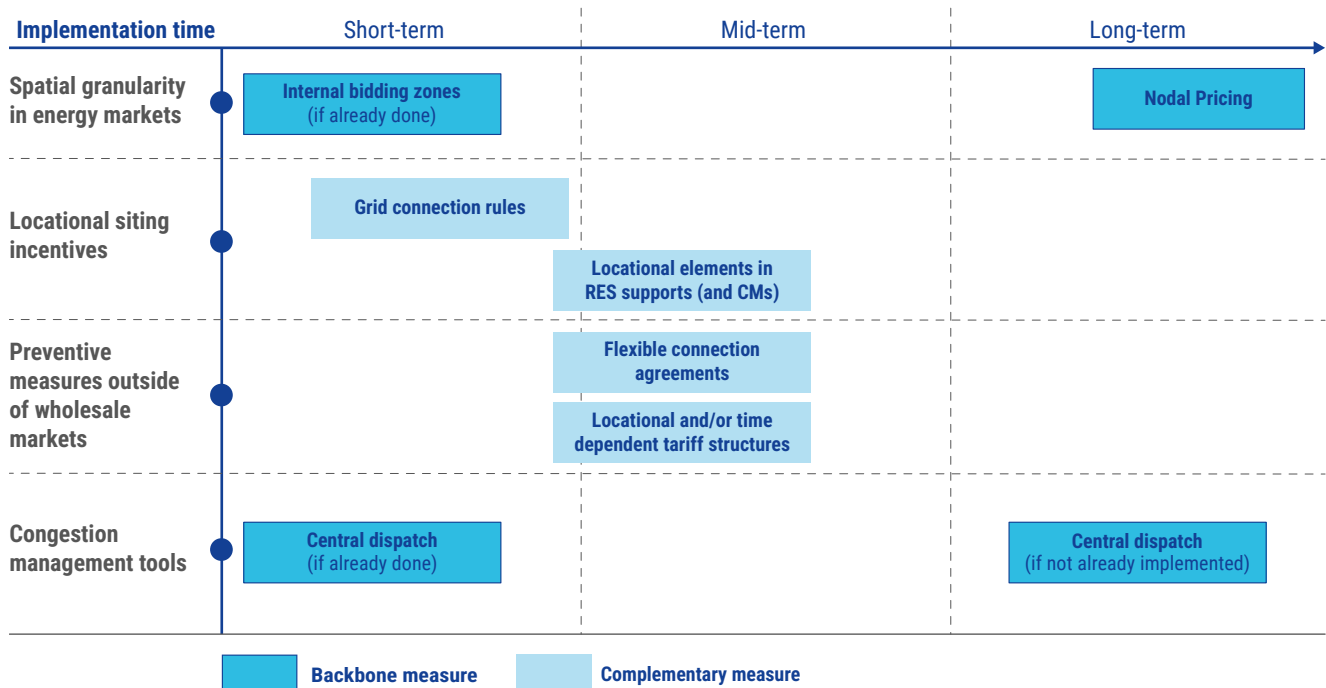 Implementation time
Short-term
Mid-term
Long-term
Spatial granularity
in energy markets
Internal bidding zones
(if already done)
Nodal Pricing
Locational siting
incentives
Grid connection rules
Locational elements in
RES supports (and CMs)
Preventive
measures outside
of wholesale
markets
Flexible connection
agreements
Locational and/or time
dependent tariff structures
Congestion
management tools
Central dispatch
(if already done)
Central dispatch
(if not already implemented)
Backbone measure
Complementary measure